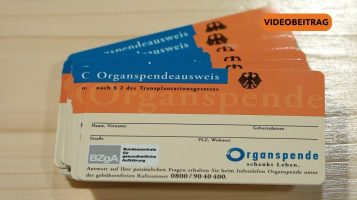 VIDEOBEITRAG
Organspendeausweis
nach § 2 des Transplantationsgesetzes
Organspende
Name, Vorname Geburtsdatum
Straße PLZ, Wohnort
BZgA Bundeszentrale
für
gesundheitliche
Aufklärung
Organspende
schenkt Leben.
Antwort auf Ihre persönlichen Fragen erhalten Sie beim Infotelefon Organspende unter
der gebührenfreien Rufnummer 0800/90 40 400.